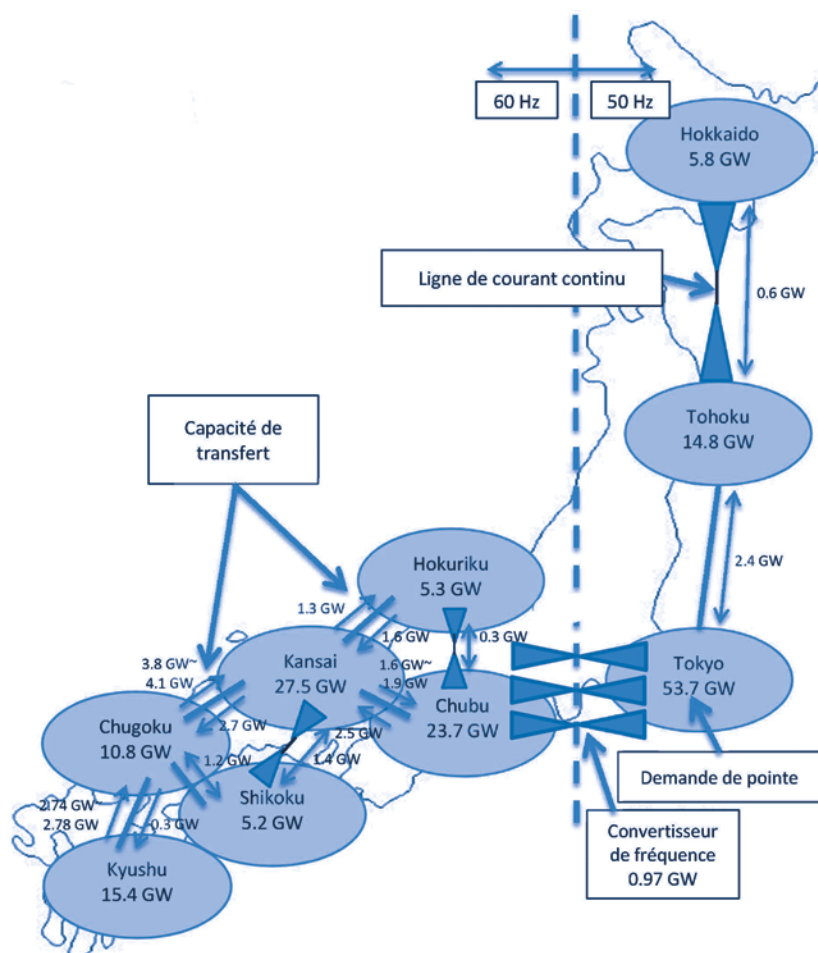 60 Hz
50 Hz
Hokkaido
5.8 GW
Ligne de courant continu
0.6 GW
Tohoku
14.8 GW
Capacité de
transfert
2.4 GW
Hokuriku
5.3 GW
1.3 GW
1.6 GW
0.3 GW
Kansai
27.5 GW
3.8 GW~
4.1 GW
1.6 GW~
1.9 GW
Tokyo
53.7 GW
Chubu
23.7 GW
2.7 GW
2.5 GW
Chugoku
10.8 GW
1.2 GW
1.4 GW
Demande de pointe
Shikoku
5.2 GW
2.74 GW~
2.78 GW
0.3 GW
Convertisseur
de fréquence
0.97 GW
Kyushu
15.4 GW